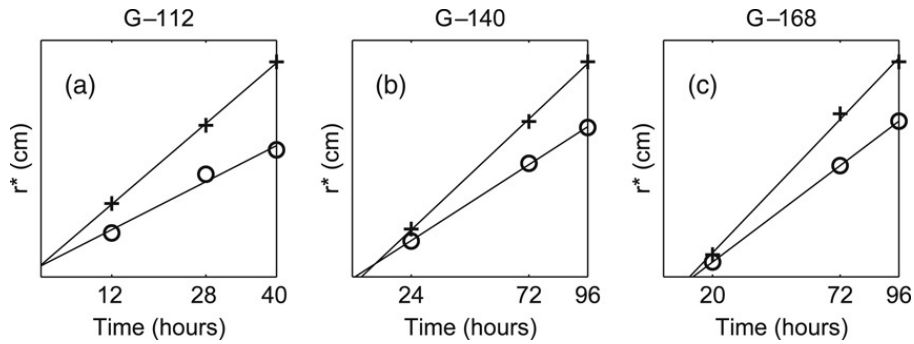 G–112 G–140 G–168
(a) (b) (c)
r* (cm) r* (cm) r* (cm)
12 28 40 24 72 96 20 72 96
Time (hours) Time (hours) Time (hours)